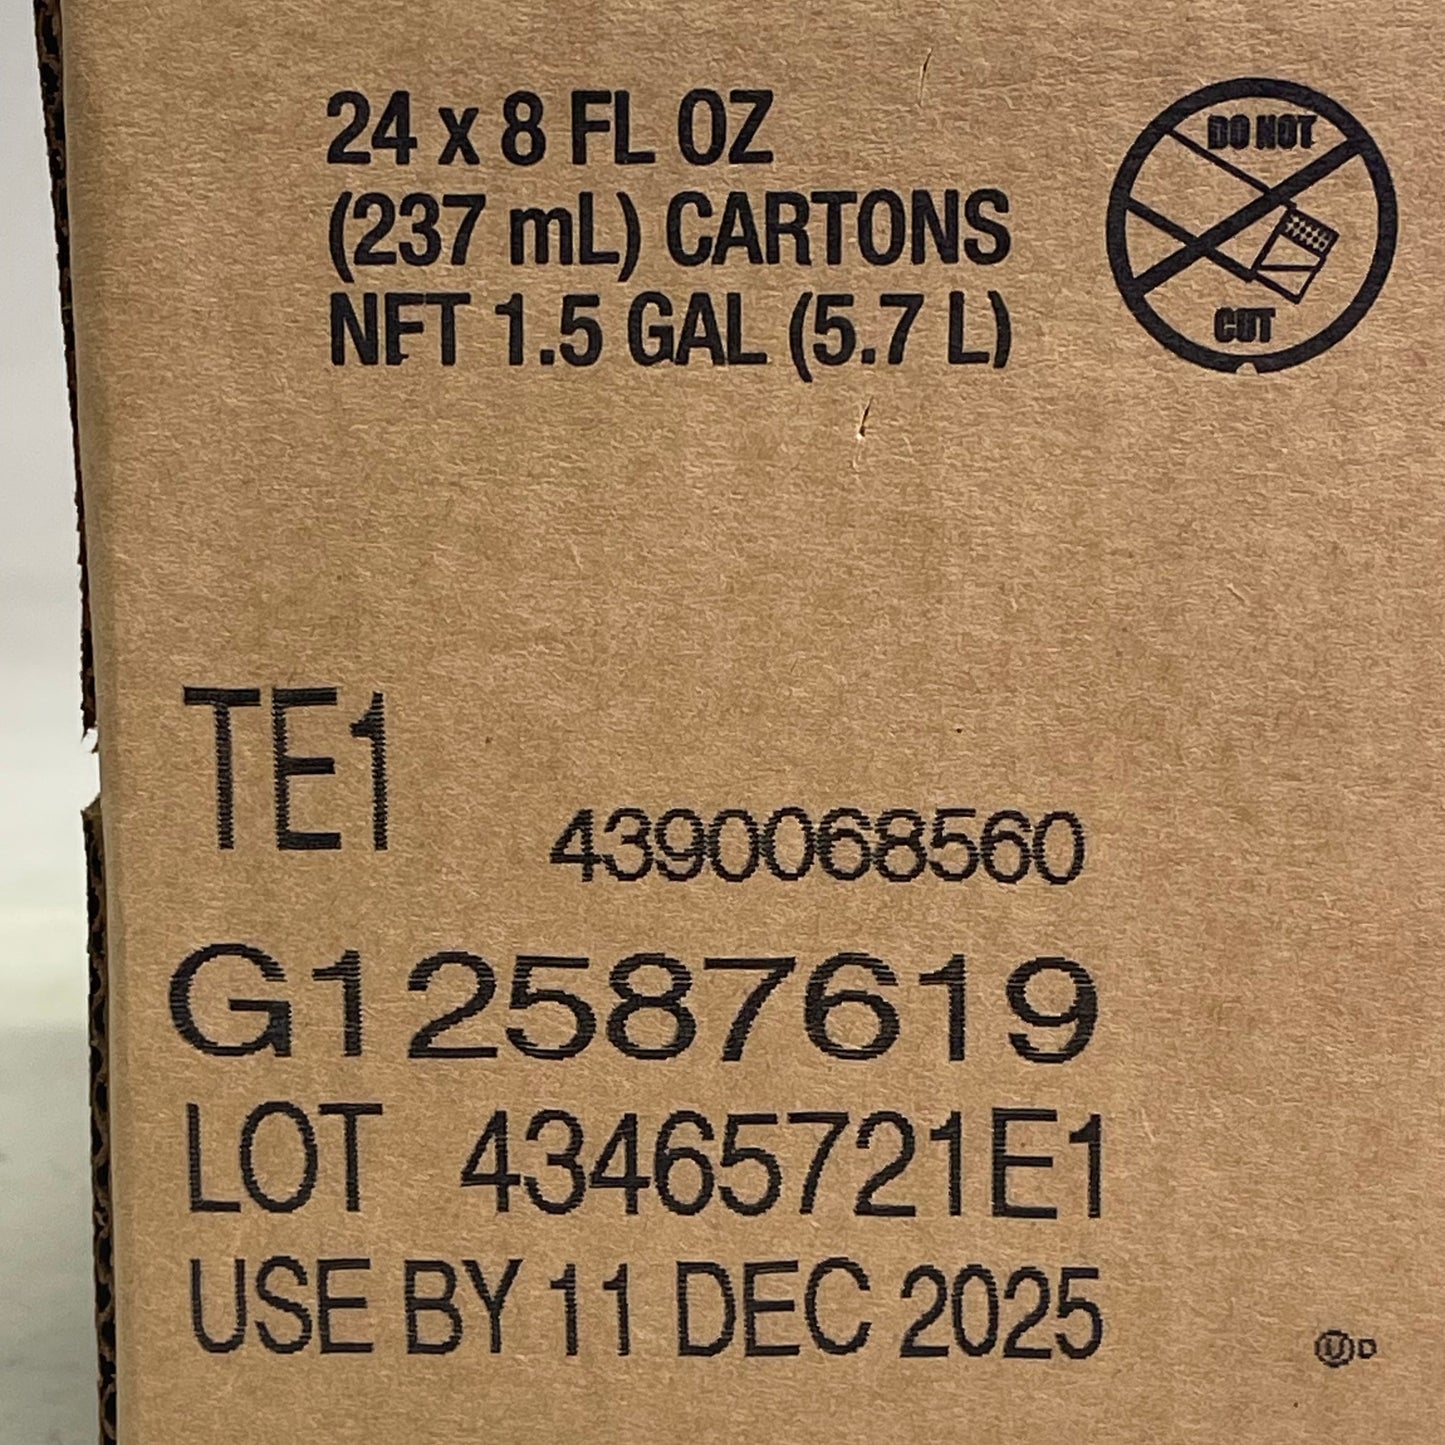 24 x 8 FL OZ
(237 mL) CARTONS
NET 1.5 GAL (5.7 L)
DO NOT
CUT
TE1
4390068560
G12587619
LOT 43465721E1
USE BY 11 DEC 2025
Ⓤ D